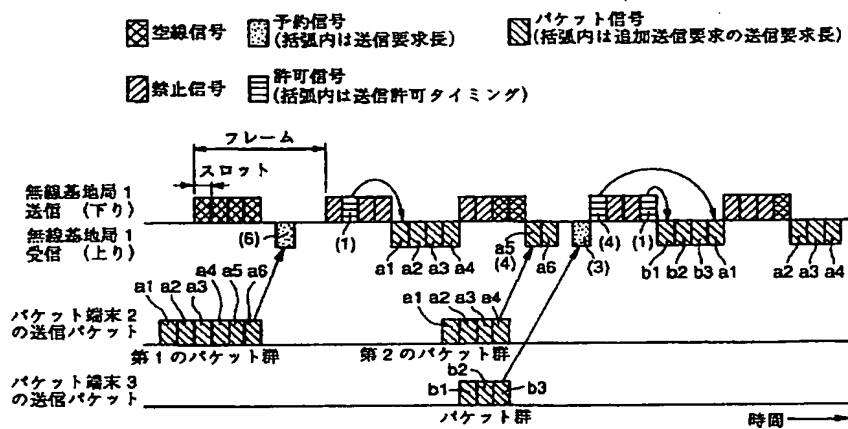 空線信号
予約信号
(括弧内は送信要求長)
パケット信号
(括弧内は追加送信要求の送信要求長)
禁止信号
許可信号
(括弧内は送信許可タイミング)
フレーム
スロット
無線基地局1
送信 (下り)
無線基地局1
受信 (上り)
(6)
(1)
a1 a2 a3 a4
a5
(4)
a6
(3)
(4)
(1)
b1 b2 b3 a1
a2 a3 a4
パケット端末2
の送信パケット
a1 a2 a3 a4 a5 a6
第1のパケット群
a1 a2 a3 a4
第2のパケット群
パケット端末3
の送信パケット
b1 b2 b3
パケット群
時間